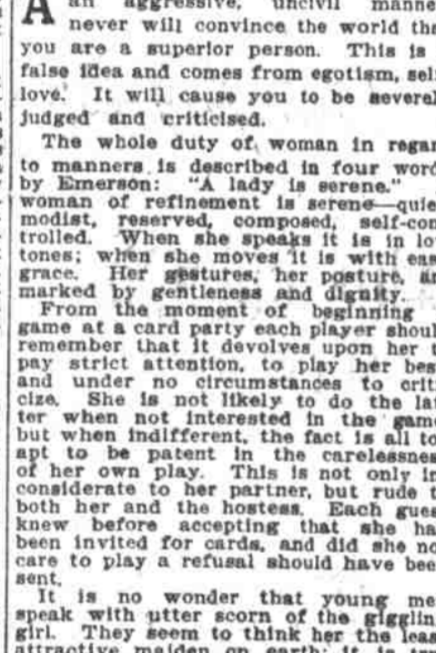 A an aggressive, uncivil manne
never will convince the world tha
you are a superior person. This is
false idea and comes from egotism, sel
love. It will cause you to be several
judged and criticised.
The whole duty of woman in regar
to manners is described in four word
by Emerson: "A lady is serene."
woman of refinement is serene—quie
modist, reserved, composed, self-con
trolled. When she speaks it is in lo
tones; when she moves it is with eas
grace. Her gestures, her posture, ar
marked by gentleness and dignity.
From the moment of beginning
game at a card party each player shoul
remember that it devolves upon her t
pay strict attention, to play her bes
and under no circumstances to crit
cize. She is not likely to do the lat
ter when not interested in the game
but when indifferent, the fact is all to
apt to be patent in the carelessnes
of her own play. This is not only in
considerate to her partner, but rude t
both her and the hostess. Each gues
knew before accepting that she ha
been invited for cards, and did she no
care to play a refusal should have bee
sent.
It is no wonder that young me
speak with utter scorn of the gigglin
girl. They seem to think her the leas
attractive maiden on earth; it is